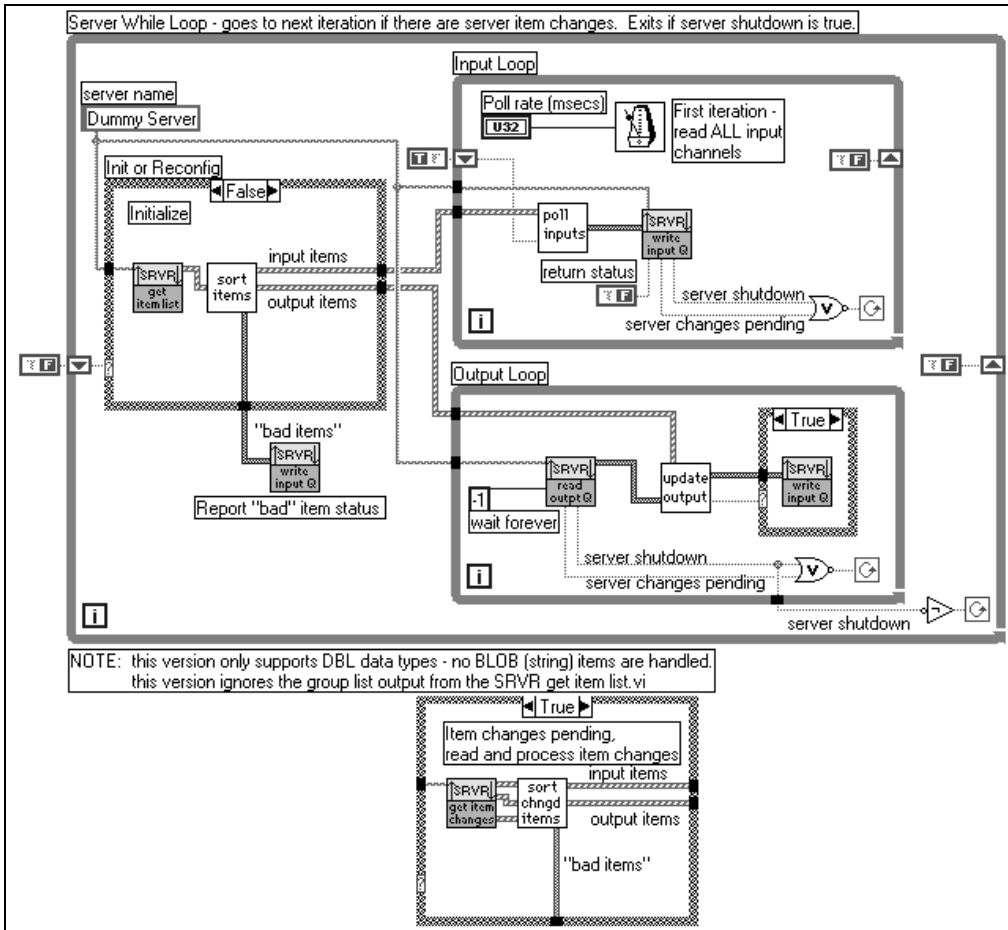 Server While Loop - goes to next iteration if there are server item changes. Exits if server shutdown is true.
Input Loop
server name
Dummy Server
Poll rate (msecs)
U32
First iteration -
read ALL input
channels
T
F
Init or Reconfig
False
Initialize
SRVR
get
item list
sort
items
input items
output items
poll
inputs
SRVR
write
input Q
return status
F
server shutdown
server changes pending
V
i
F
F
Output Loop
"bad items"
SRVR
write
input Q
Report "bad" item status
True
SRVR
read
outpt Q
-1
wait forever
update
output
SRVR
write
input Q
?
?
server shutdown
server changes pending
V
i
i
server shutdown
NOTE: this version only supports DBL data types - no BLOB (string) items are handled.
this version ignores the group list output from the SRVR get item list.vi
True
Item changes pending,
read and process item changes
SRVR
get item
changes
sort
chngd
items
input items
output items
"bad items"
?